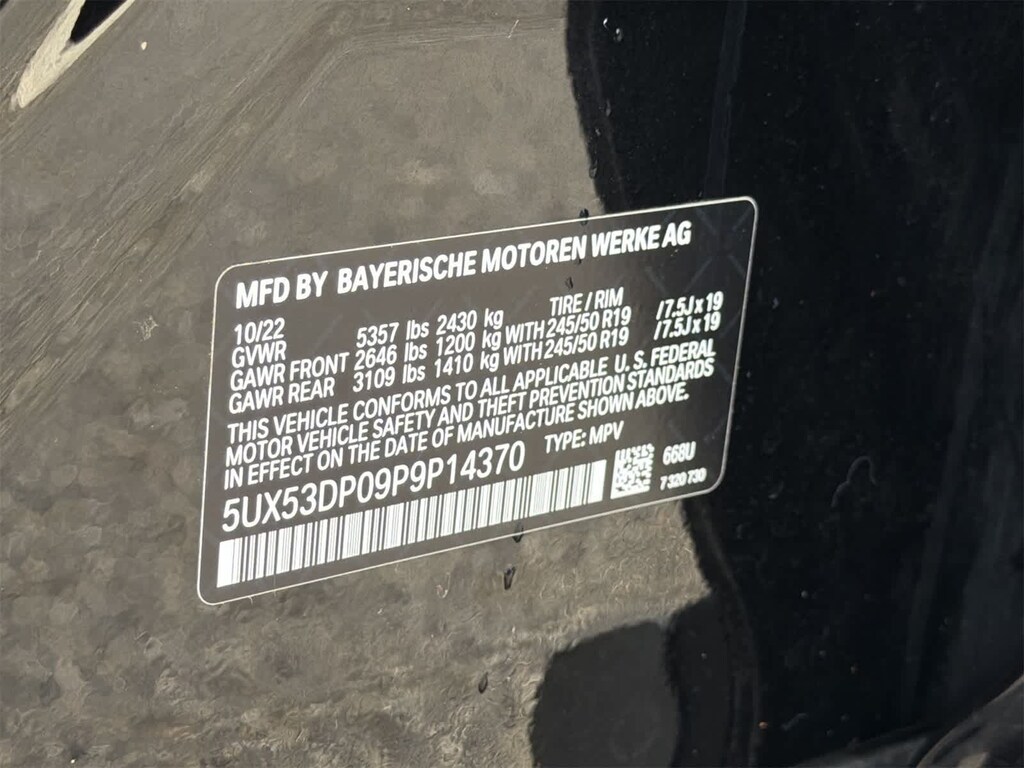 MFD BY BAYERISCHE MOTOREN WERKE AG
10/22 TIRE / RIM
GVWR 5357 lbs 2430 kg
GAWR FRONT 2646 lbs 1200 kg WITH 245/50 R19 /7.5J x 19
GAWR REAR 3109 lbs 1410 kg WITH 245/50 R19 /7.5J x 19
THIS VEHICLE CONFORMS TO ALL APPLICABLE U. S. FEDERAL
MOTOR VEHICLE SAFETY AND THEFT PREVENTION STANDARDS
IN EFFECT ON THE DATE OF MANUFACTURE SHOWN ABOVE.
5UX53DP09P9P14370 TYPE: MPV
668U
7 320 730